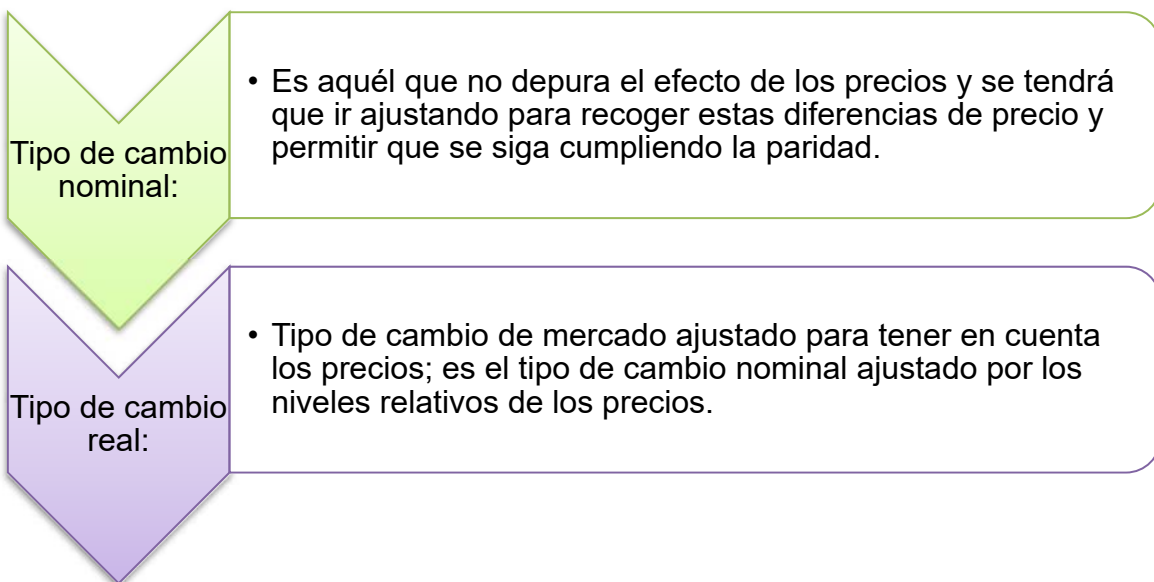 Tipo de cambio
nominal:
• Es aquél que no depura el efecto de los precios y se tendrá
que ir ajustando para recoger estas diferencias de precio y
permitir que se siga cumpliendo la paridad.
Tipo de cambio
real:
• Tipo de cambio de mercado ajustado para tener en cuenta
los precios; es el tipo de cambio nominal ajustado por los
niveles relativos de los precios.